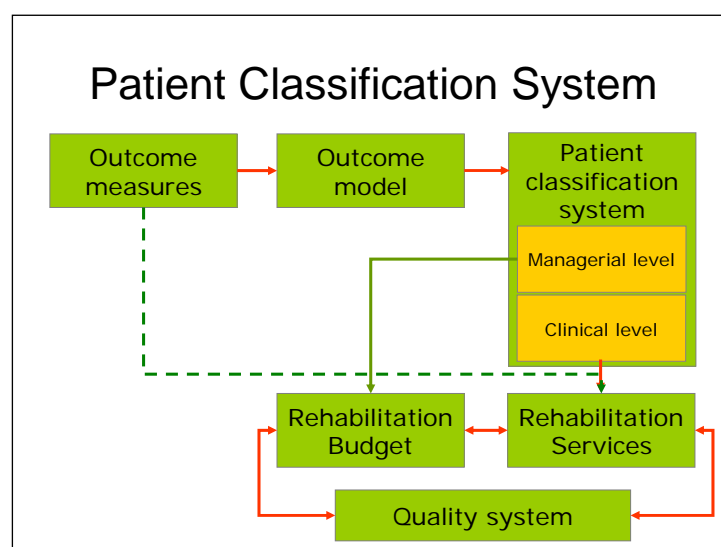 Patient Classification System
Outcome
measures
Outcome
model
Patient
classification
system
Managerial level
Clinical level
Rehabilitation
Budget
Rehabilitation
Services
Quality system